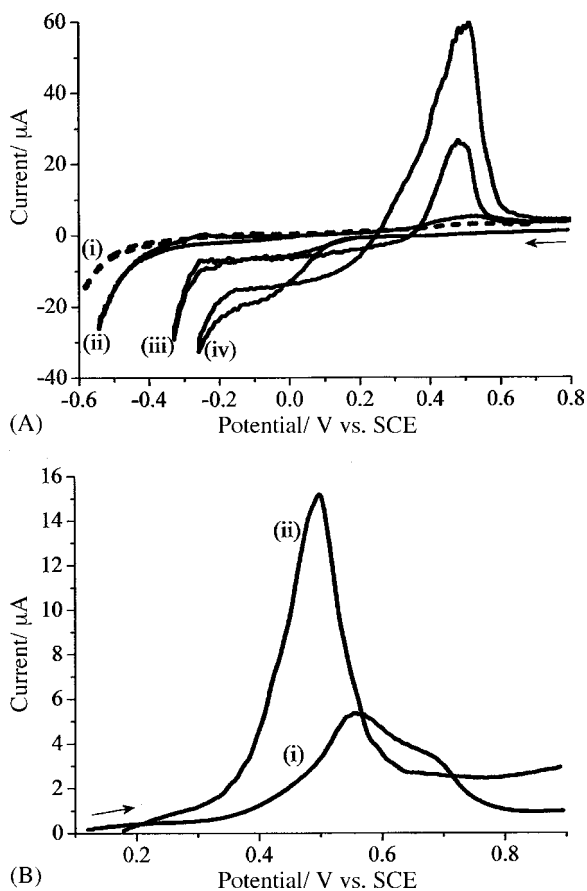 60
40
20
0
-20
-40
Current/ μA
(i)
(ii)
(iii)
(iv)
-0.6 -0.4 -0.2 0.0 0.2 0.4 0.6 0.8
(A)
Potential/ V vs. SCE
16
14
12
10
8
6
4
2
0
Current/ μA
(ii)
(i)
0.2 0.4 0.6 0.8
(B)
Potential/ V vs. SCE